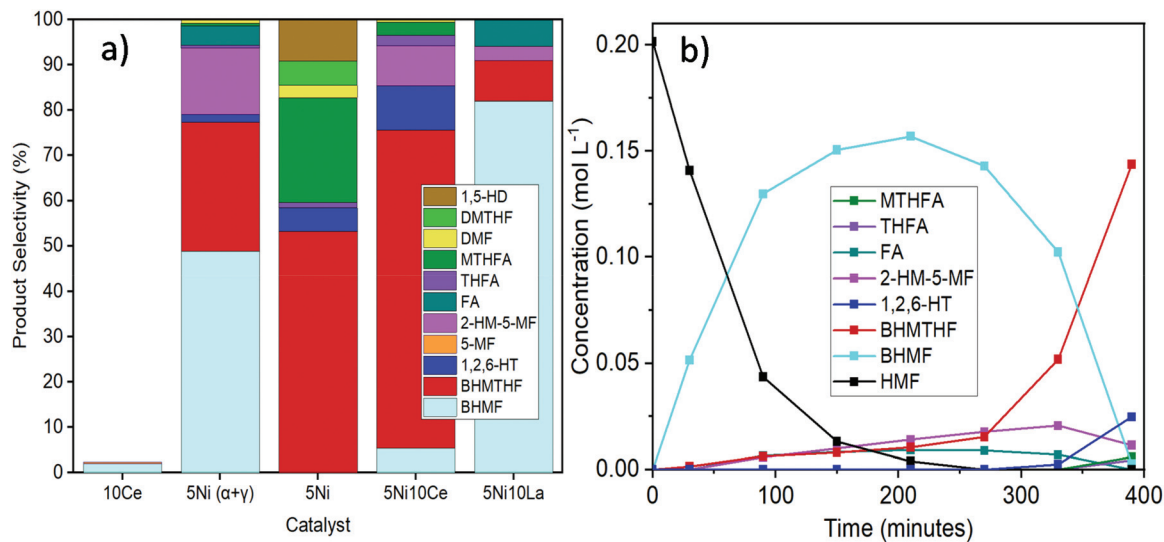 a)
Product Selectivity (%)
100
90
80
70
60
50
40
30
20
10
0
1,5-HD
DMTHF
DMF
MTHFA
THFA
FA
2-HM-5-MF
5-MF
1,2,6-HT
BHMTHF
BHMF
10Ce 5Ni (α+γ) 5Ni 5Ni10Ce 5Ni10La
Catalyst
b)
Concentration (mol L⁻¹)
0.20
0.15
0.10
0.05
0.00
MTHFA
THFA
FA
2-HM-5-MF
1,2,6-HT
BHMTHF
BHMF
HMF
0 100 200 300 400
Time (minutes)